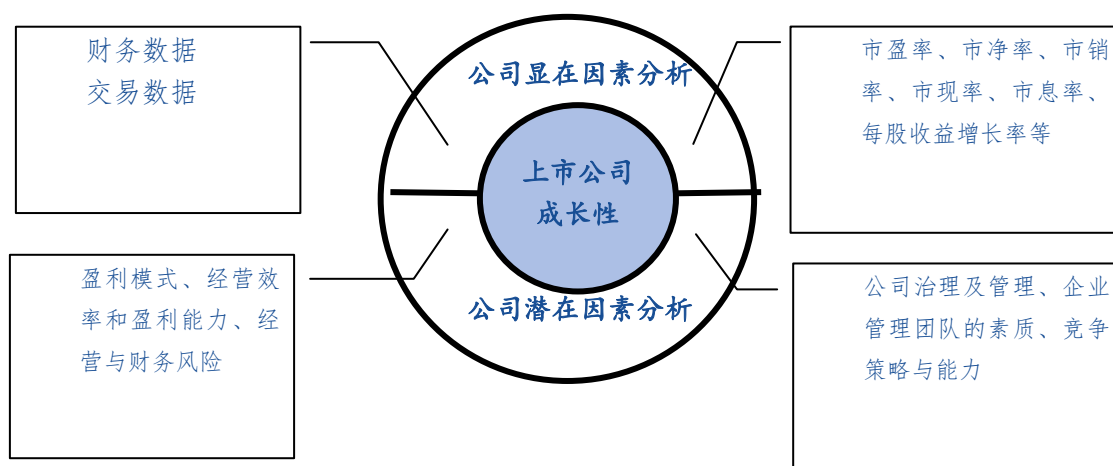 财务数据
交易数据
公司显在因素分析
市盈率、市净率、市销
率、市现率、市息率、
每股收益增长率等
上市公司
成长性
盈利模式、经营效
率和盈利能力、经
营与财务风险
公司潜在因素分析
公司治理及管理、企业
管理团队的素质、竞争
策略与能力